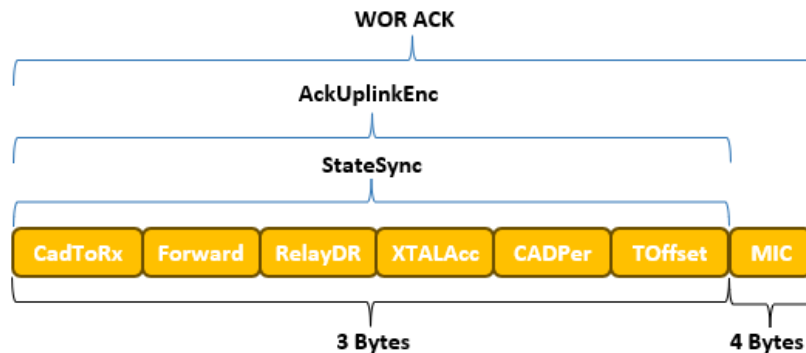 WOR ACK
AckUplinkEnc
StateSync
CadToRx Forward RelayDR XTALAcc CADPer TOffset MIC
3 Bytes 4 Bytes